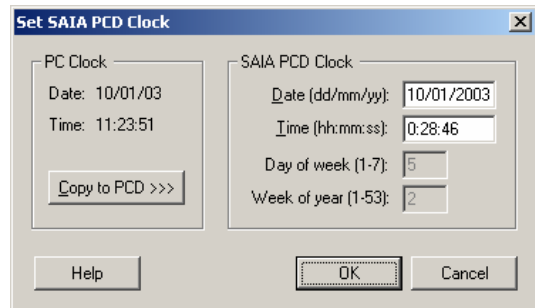 Set SAIA PCD Clock
PC Clock
Date: 10/01/03
Time: 11:23:51
Copy to PCD >>>
SAIA PCD Clock
Date (dd/mm/yy): 10/01/2003
Time (hh:mm:ss): 0:28:46
Day of week (1-7): 5
Week of year (1-53): 2
Help
OK
Cancel